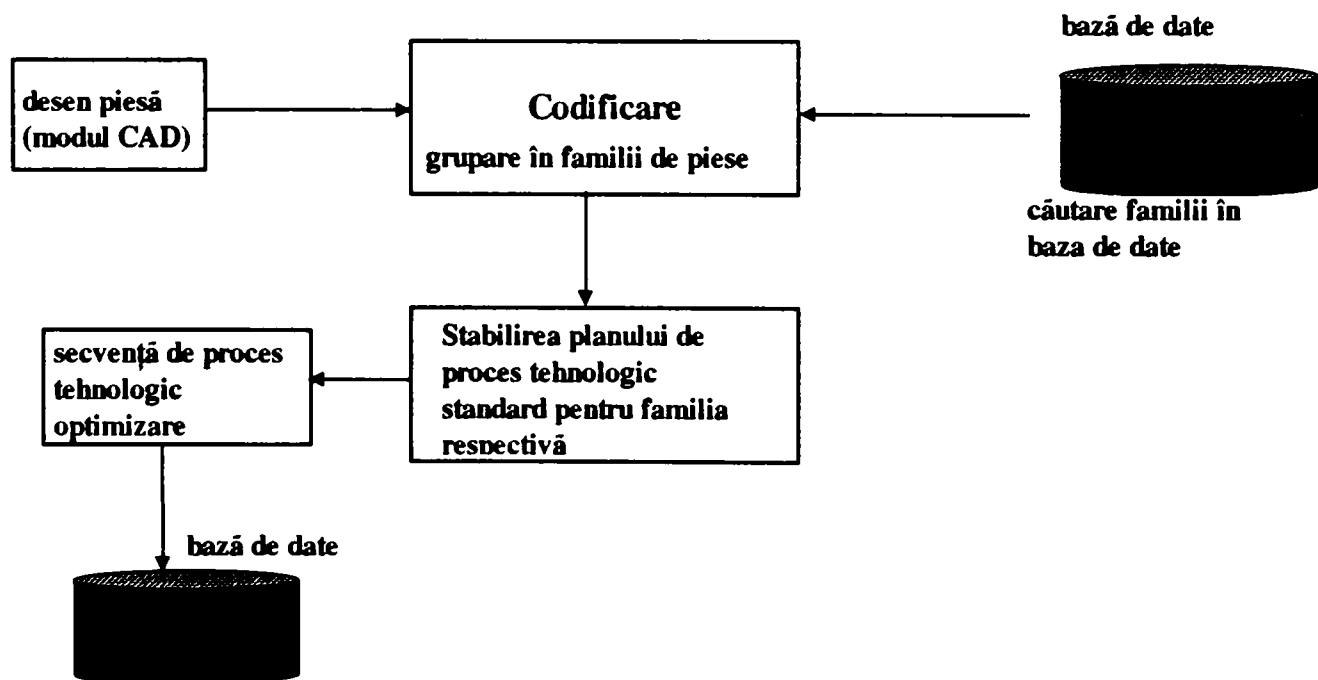 bază de date
desen piesă
(modul CAD)
Codificare
grupare în familii de piese
căutare familii în
baza de date
secvență de proces
tehnologic
optimizare
Stabilirea planului de
proces tehnologic
standard pentru familia
respectivă
bază de date